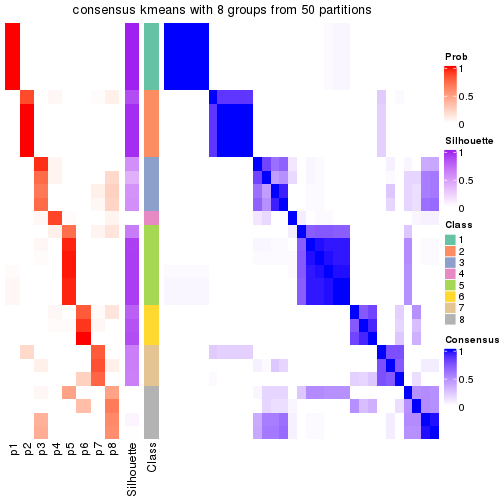 consensus kmeans with 8 groups from 50 partitions
Prob
1
0.5
0
Silhouette
1
0.5
0
Class
1
2
3
4
5
6
7
8
Consensus
1
0.5
0
p1
p2
p3
p4
p5
p6
p7
p8
Silhouette
Class